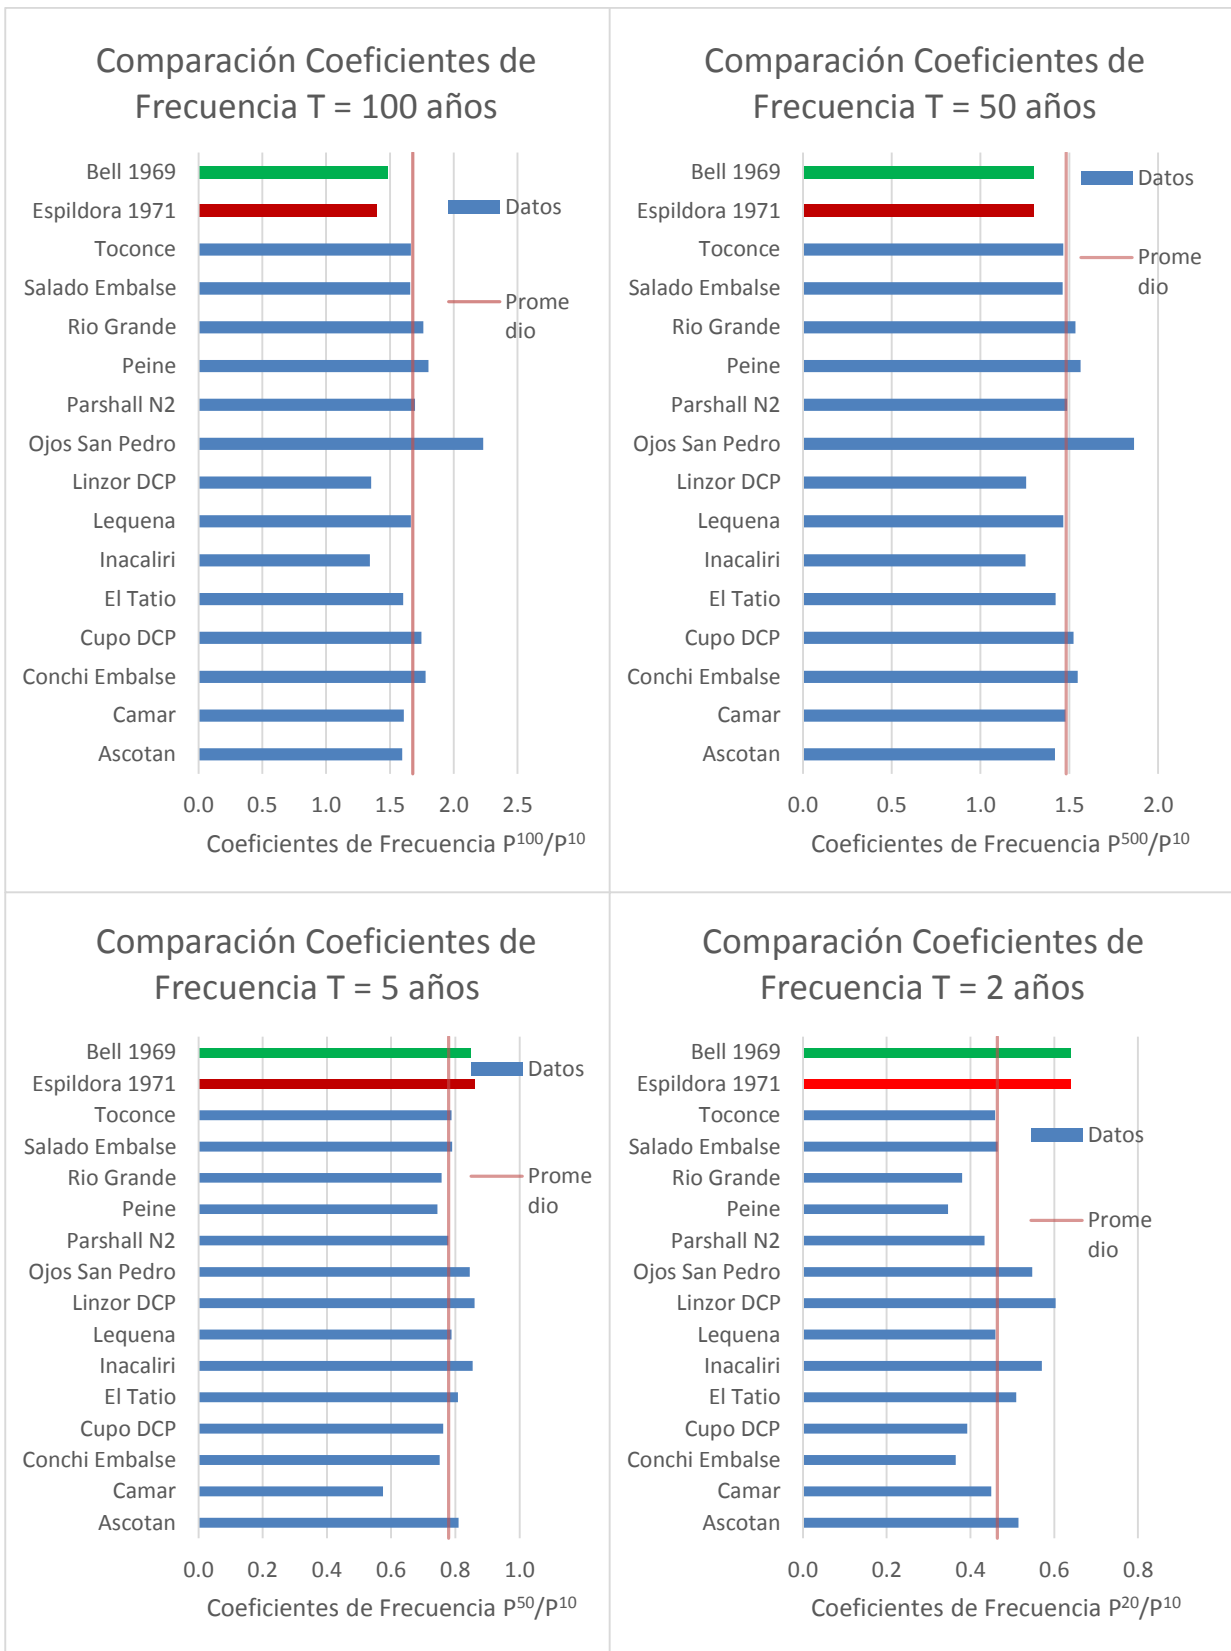 Comparación Coeficientes de
Frecuencia T = 100 años
Bell 1969
Espildora 1971
Toconce
Salado Embalse
Rio Grande
Peine
Parshall N2
Ojos San Pedro
Linzor DCP
Lequena
Inacaliri
El Tatio
Cupo DCP
Conchi Embalse
Camar
Ascotan
Datos
Prome
dio
0.0 0.5 1.0 1.5 2.0 2.5
Coeficientes de Frecuencia P¹⁰⁰/P¹⁰
Comparación Coeficientes de
Frecuencia T = 50 años
Bell 1969
Espildora 1971
Toconce
Salado Embalse
Rio Grande
Peine
Parshall N2
Ojos San Pedro
Linzor DCP
Lequena
Inacaliri
El Tatio
Cupo DCP
Conchi Embalse
Camar
Ascotan
Datos
Prome
dio
0.0 0.5 1.0 1.5 2.0
Coeficientes de Frecuencia P⁵⁰⁰/P¹⁰
Comparación Coeficientes de
Frecuencia T = 5 años
Bell 1969
Espildora 1971
Toconce
Salado Embalse
Rio Grande
Peine
Parshall N2
Ojos San Pedro
Linzor DCP
Lequena
Inacaliri
El Tatio
Cupo DCP
Conchi Embalse
Camar
Ascotan
Datos
Prome
dio
0.0 0.2 0.4 0.6 0.8 1.0
Coeficientes de Frecuencia P⁵⁰/P¹⁰
Comparación Coeficientes de
Frecuencia T = 2 años
Bell 1969
Espildora 1971
Toconce
Salado Embalse
Rio Grande
Peine
Parshall N2
Ojos San Pedro
Linzor DCP
Lequena
Inacaliri
El Tatio
Cupo DCP
Conchi Embalse
Camar
Ascotan
Datos
Prome
dio
0.0 0.2 0.4 0.6 0.8
Coeficientes de Frecuencia P²⁰/P¹⁰